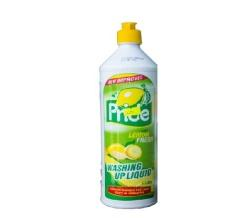 NEW IMPROVED
Pride
LEMON
FRESH
WASHING
UP LIQUID